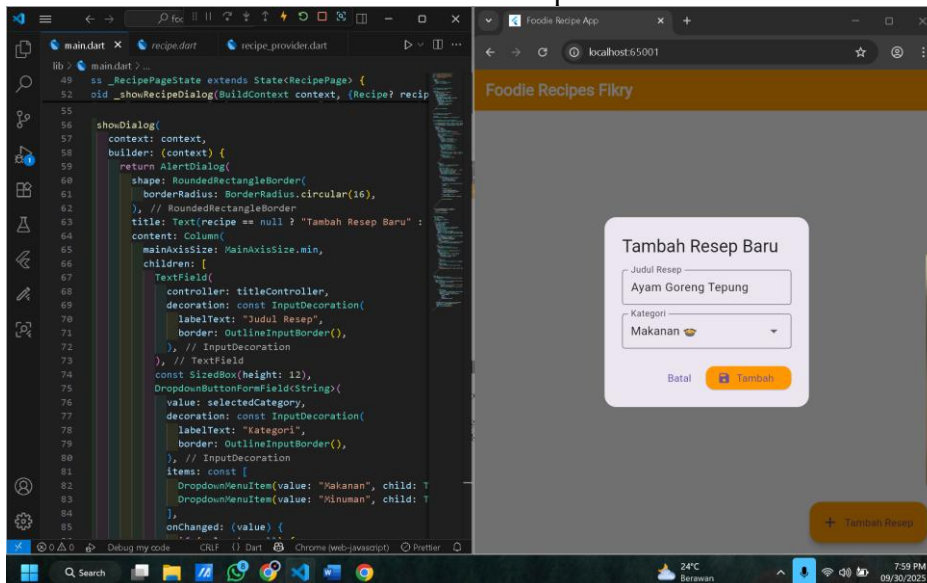 main.dart
recipe.dart
recipe_provider.dart
lib > main.dart > ...
49 ss _RecipePageState extends State<RecipePage> {
52 oid _showRecipeDialog(BuildContext context, {Recipe? recip
55
56 showDialog(
57 context: context,
58 builder: (context) {
59 return AlertDialog(
60 shape: RoundedRectangleBorder(
61 borderRadius: BorderRadius.circular(16),
62 ), // RoundedRectangleBorder
63 title: Text(recipe == null ? "Tambah Resep Baru" :
64 content: Column(
65 mainAxisSize: MainAxisSize.min,
66 children: [
67 TextField(
68 controller: titleController,
69 decoration: const InputDecoration(
70 labelText: "Judul Resep",
71 border: OutlineInputBorder(),
72 ), // InputDecoration
73 ), // TextField
74 const SizedBox(height: 12),
75 DropdownButtonFormField<String>(
76 value: selectedCategory,
77 decoration: const InputDecoration(
78 labelText: "Kategori",
79 border: OutlineInputBorder(),
80 ), // InputDecoration
81 items: const [
82 DropdownMenuItem(value: "Makanan", child: T
83 DropdownMenuItem(value: "Minuman", child: T
84 ],
85 onChanged: (value) {
0 0 Debug my code CRLF {} Dart Chrome (web-javascript) Prettier
Foodie Recipe App
localhost:65001
Foodie Recipes Fikry
Tambah Resep Baru
Judul Resep
Ayam Goreng Tepung
Kategori
Makanan 🍲
Batal Tambah
+ Tambah Resep
Search
24°C
Berawan
7:59 PM
09/30/2025